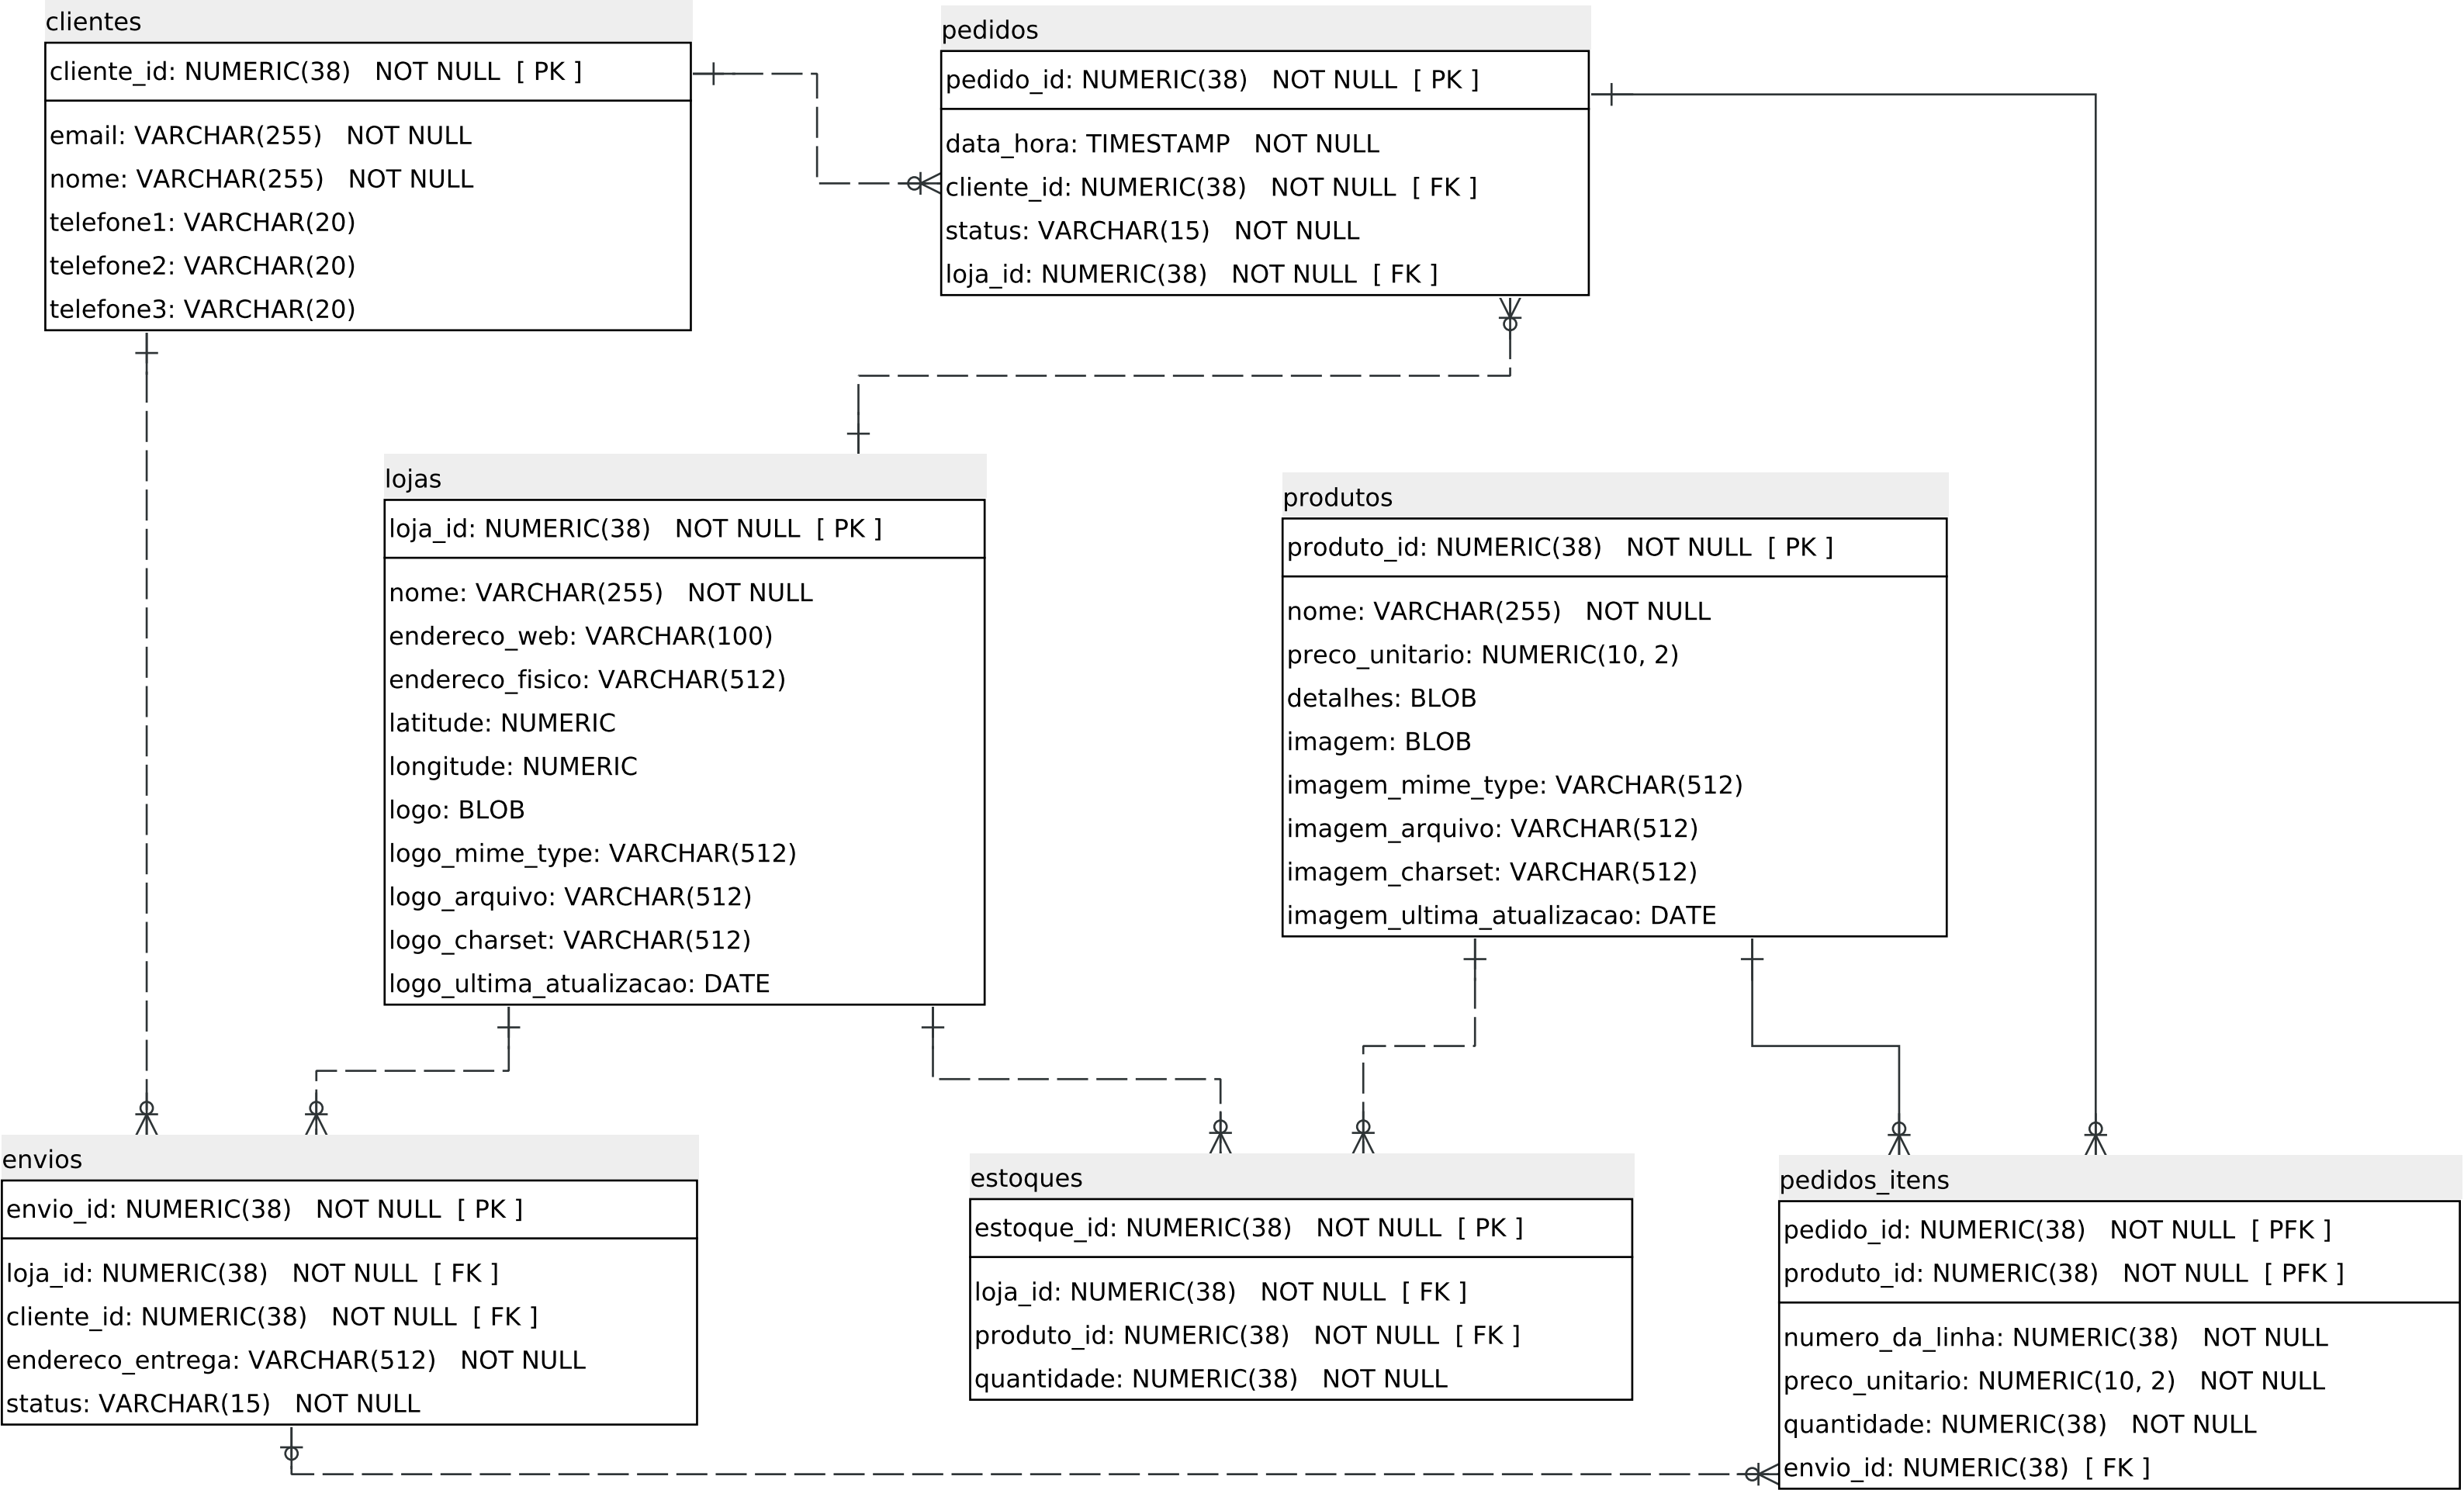 clientes
cliente_id: NUMERIC(38) NOT NULL [ PK ]
email: VARCHAR(255) NOT NULL
nome: VARCHAR(255) NOT NULL
telefone1: VARCHAR(20)
telefone2: VARCHAR(20)
telefone3: VARCHAR(20)
pedidos
pedido_id: NUMERIC(38) NOT NULL [ PK ]
data_hora: TIMESTAMP NOT NULL
cliente_id: NUMERIC(38) NOT NULL [ FK ]
status: VARCHAR(15) NOT NULL
loja_id: NUMERIC(38) NOT NULL [ FK ]
lojas
loja_id: NUMERIC(38) NOT NULL [ PK ]
nome: VARCHAR(255) NOT NULL
endereco_web: VARCHAR(100)
endereco_fisico: VARCHAR(512)
latitude: NUMERIC
longitude: NUMERIC
logo: BLOB
logo_mime_type: VARCHAR(512)
logo_arquivo: VARCHAR(512)
logo_charset: VARCHAR(512)
logo_ultima_atualizacao: DATE
produtos
produto_id: NUMERIC(38) NOT NULL [ PK ]
nome: VARCHAR(255) NOT NULL
preco_unitario: NUMERIC(10, 2)
detalhes: BLOB
imagem: BLOB
imagem_mime_type: VARCHAR(512)
imagem_arquivo: VARCHAR(512)
imagem_charset: VARCHAR(512)
imagem_ultima_atualizacao: DATE
envios
envio_id: NUMERIC(38) NOT NULL [ PK ]
loja_id: NUMERIC(38) NOT NULL [ FK ]
cliente_id: NUMERIC(38) NOT NULL [ FK ]
endereco_entrega: VARCHAR(512) NOT NULL
status: VARCHAR(15) NOT NULL
estoques
estoque_id: NUMERIC(38) NOT NULL [ PK ]
loja_id: NUMERIC(38) NOT NULL [ FK ]
produto_id: NUMERIC(38) NOT NULL [ FK ]
quantidade: NUMERIC(38) NOT NULL
pedidos_itens
pedido_id: NUMERIC(38) NOT NULL [ PFK ]
produto_id: NUMERIC(38) NOT NULL [ PFK ]
numero_da_linha: NUMERIC(38) NOT NULL
preco_unitario: NUMERIC(10, 2) NOT NULL
quantidade: NUMERIC(38) NOT NULL
envio_id: NUMERIC(38) [ FK ]